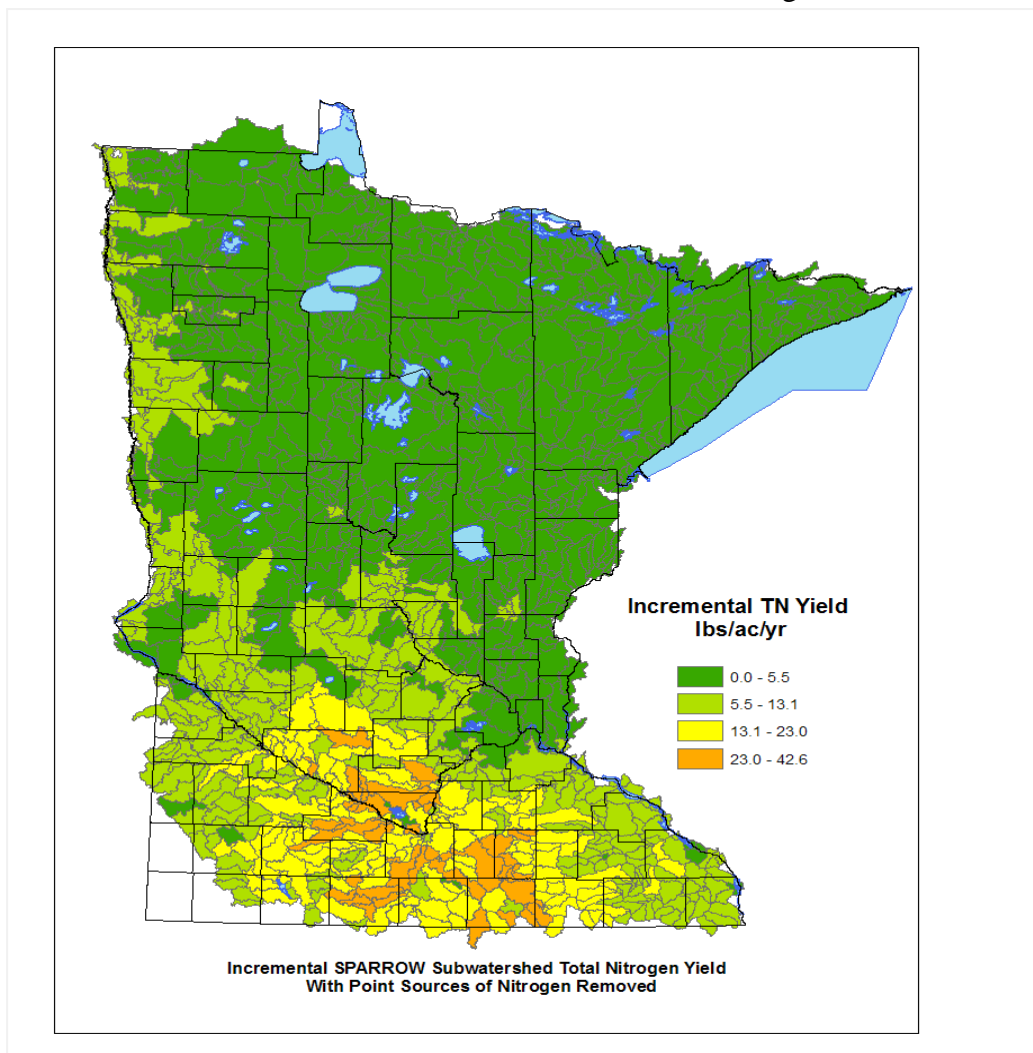 Incremental TN Yield
lbs/ac/yr
0.0 - 5.5
5.5 - 13.1
13.1 - 23.0
23.0 - 42.6
Incremental SPARROW Subwatershed Total Nitrogen Yield
With Point Sources of Nitrogen Removed